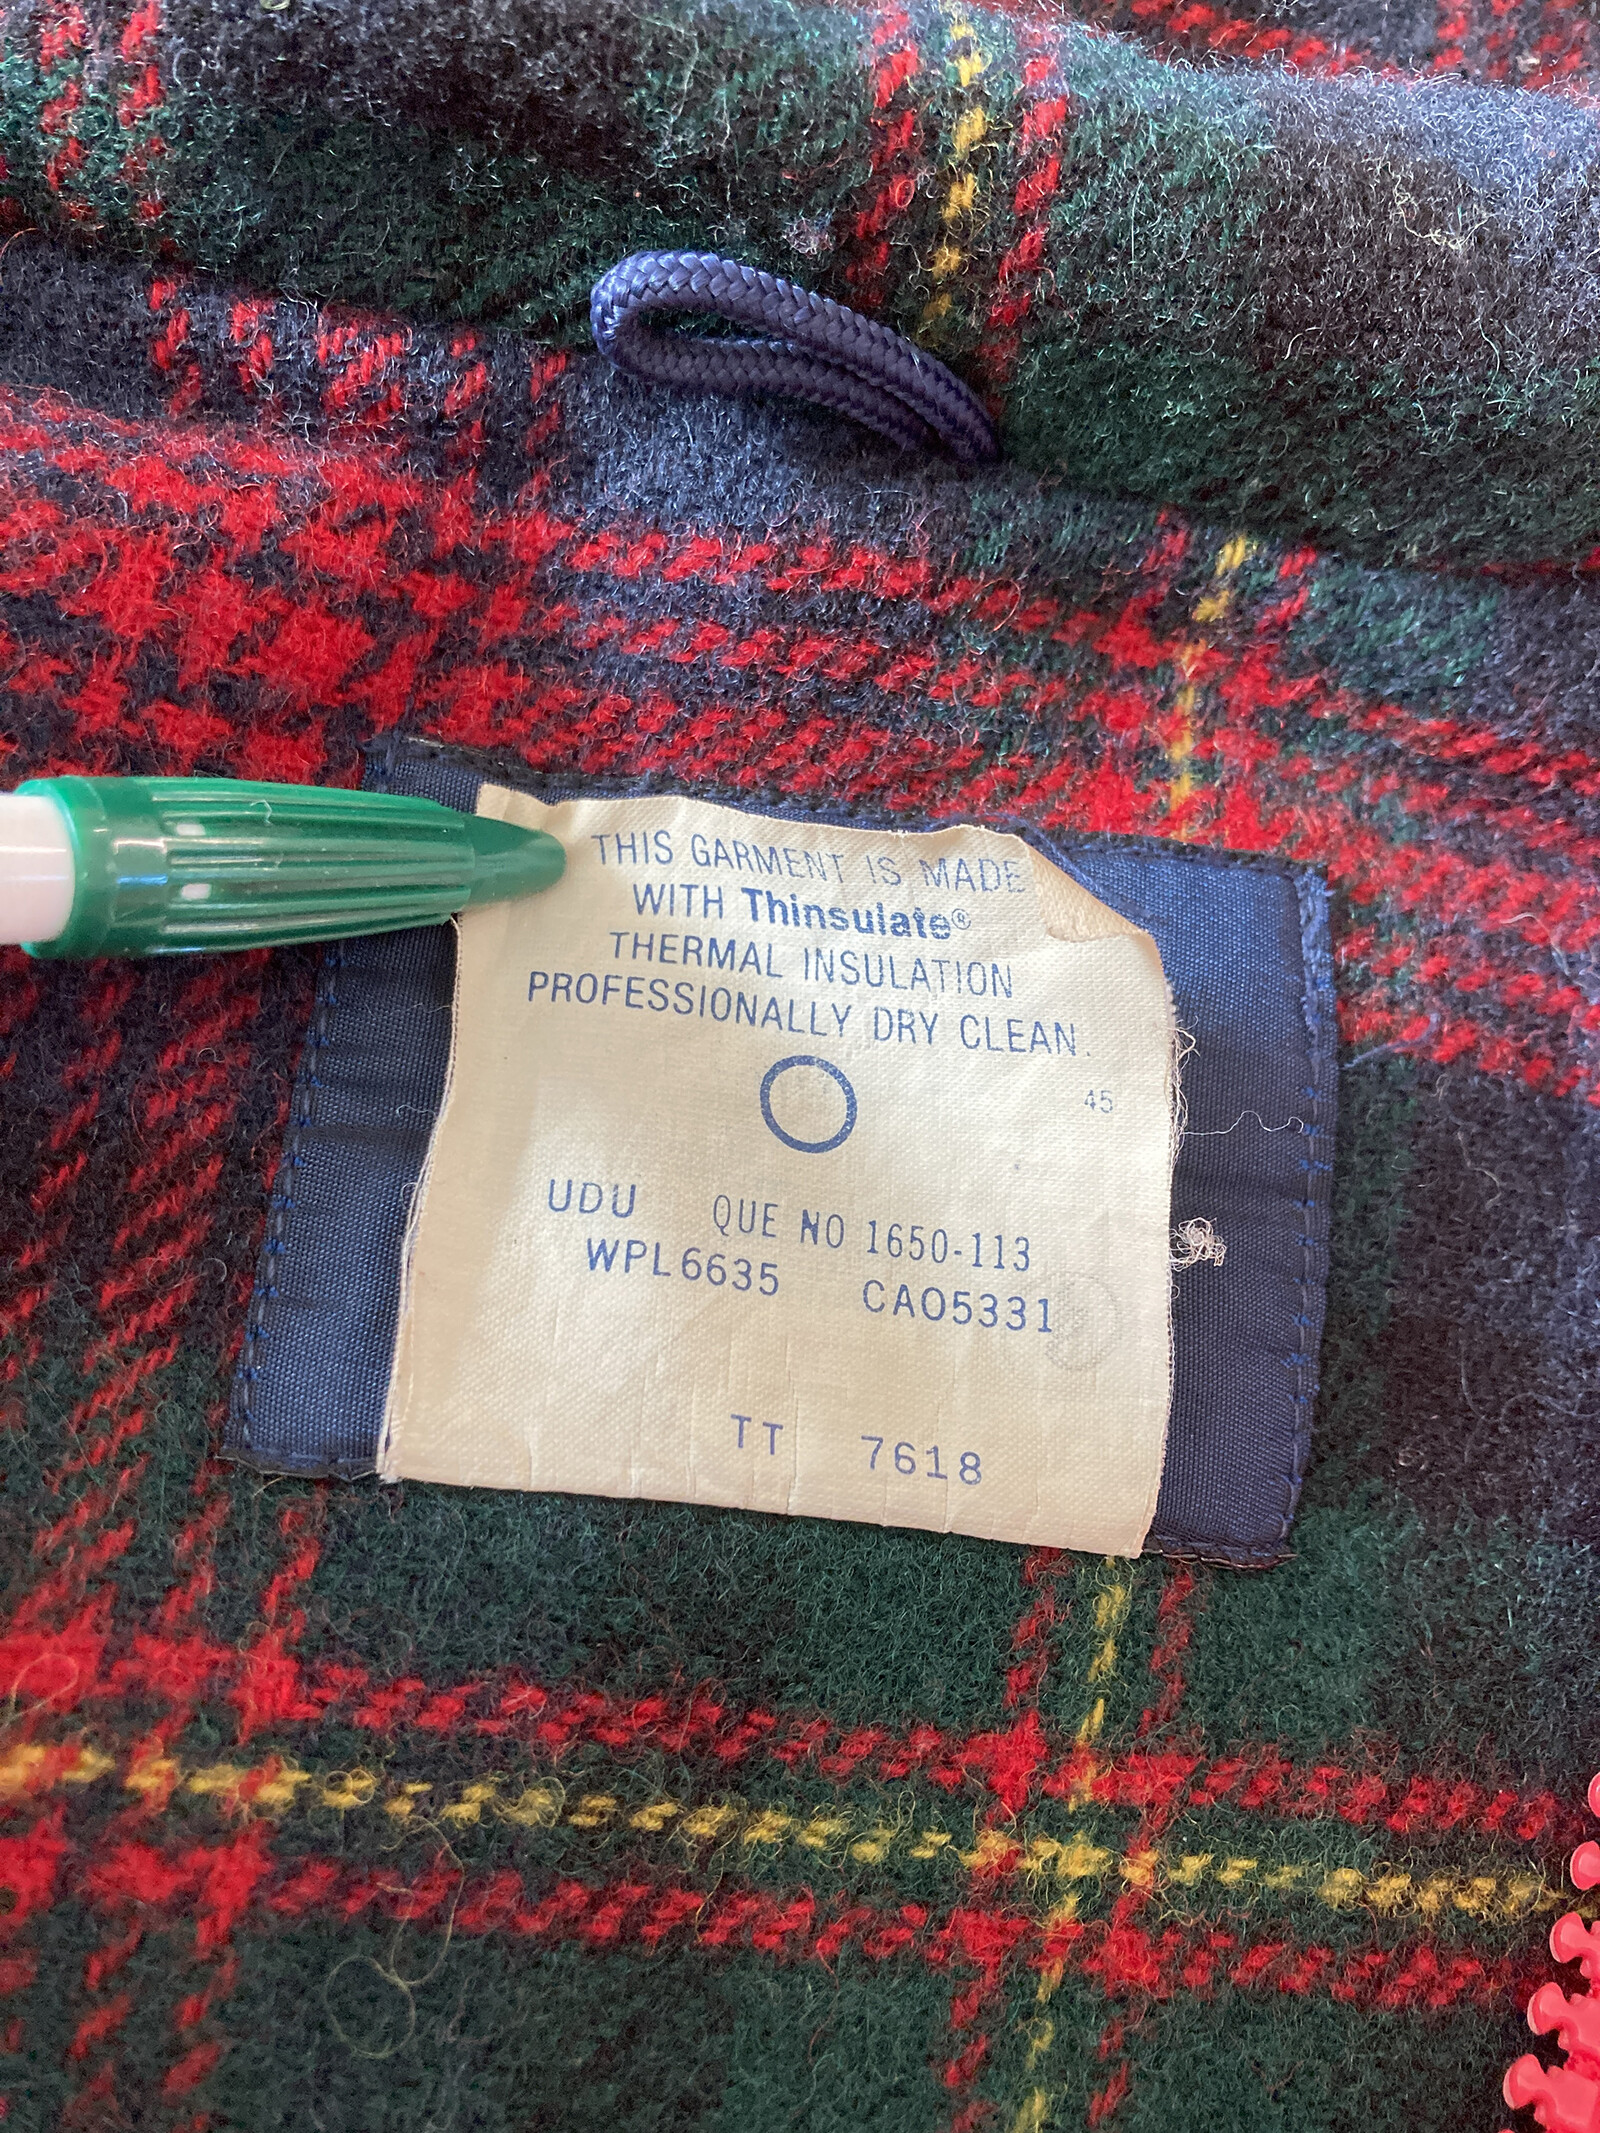 THIS GARMENT IS MADE
WITH Thinsulate®
THERMAL INSULATION
PROFESSIONALLY DRY CLEAN.
45
UDU QUE NO 1650-113
WPL6635 CA05331
TT 7618